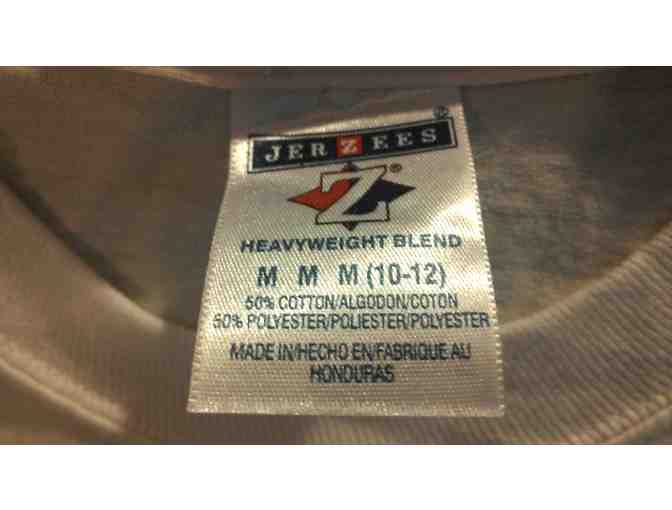 JERZEES®
Z®
HEAVYWEIGHT BLEND
M M M (10-12)
50% COTTON/ALGODON/COTON
50% POLYESTER/POLIESTER/POLYESTER
MADE IN/HECHO EN/FABRIQUE AU
HONDURAS